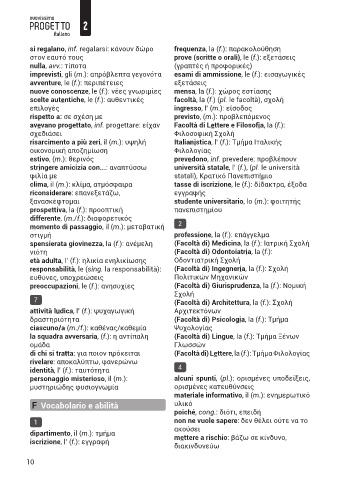 nuovissimo
PROGETTO 2
italiano
si regalano, inf. regalarsi: κάνουν δώρο
στον εαυτό τους
nulla, avv.: τίποτα
imprevisti, gli (m.): απρόβλεπτα γεγονότα
avventure, le (f.): περιπέτειες
nuove conoscenze, le (f.): νέες γνωριμίες
scelte autentiche, le (f.): αυθεντικές
επιλογές
rispetto a: σε σχέση με
avevano progettato, inf. progettare: είχαν
σχεδιάσει
risarcimento a più zeri, il (m.): υψηλή
οικονομική αποζημίωση
estivo, (m.): θερινός
stringere amicizia con...: αναπτύσσω
φιλία με
clima, il (m.): κλίμα, ατμόσφαιρα
riconsiderare: επανεξετάζω,
ξανασκέφτομαι
prospettiva, la (f.): προοπτική
differente, (m./f.): διαφορετικός
momento di passaggio, il (m.): μεταβατική
στιγμή
spensierata giovinezza, la (f.): ανέμελη
νιότη
età adulta, l' (f.): ηλικία ενηλικίωσης
responsabilità, le (sing. la responsabilità):
ευθύνες, υποχρεώσεις
preoccupazioni, le (f.): ανησυχίες
7
attività ludica, l' (f.): ψυχαγωγική
δραστηριότητα
ciascuno/a (m./f.): καθένας/καθεμία
la squadra avversaria, (f.): η αντίπαλη
ομάδα
di chi si tratta: για ποιον πρόκειται
rivelare: αποκαλύπτω, φανερώνω
identità, l' (f.): ταυτότητα
personaggio misterioso, il (m.):
μυστηριώδης φυσιογνωμία
F Vocabolario e abilità
1
dipartimento, il (m.): τμήμα
iscrizione, l' (f.): εγγραφή
frequenza, la (f.): παρακολούθηση
prove (scritte o orali), le (f.): εξετάσεις
(γραπτές ή προφορικές)
esami di ammissione, le (f.): εισαγωγικές
εξετάσεις
mensa, la (f.): χώρος εστίασης
facoltà, la (f.) (pl. le facoltà), σχολή
ingresso, l' (m.): είσοδος
previsto, (m.): προβλεπόμενος
Facoltà di Lettere e Filosofia, la (f.):
Φιλοσοφική Σχολή
Italianistica, l' (f.): Τμήμα Ιταλικής
Φιλολογίας
prevedono, inf. prevedere: προβλέπουν
università statale, l' (f.), (pl. le università
statali), Κρατικό Πανεπιστήμιο
tasse di iscrizione, le (f.): δίδακτρα, έξοδα
εγγραφής
studente universitario, lo (m.): φοιτητής
πανεπιστημίου
2
professione, la (f.): επάγγελμα
(Facoltà di) Medicina, la (f.): Ιατρική Σχολή
(Facoltà di) Odontoiatria, la (f.):
Οδοντιατρική Σχολή
(Facoltà di) Ingegneria, la (f.): Σχολή
Πολιτικών Μηχανικών
(Facoltà di) Giurisprudenza, la (f.): Νομική
Σχολή
(Facoltà di) Architettura, la (f.): Σχολή
Αρχιτεκτόνων
(Facoltà di) Psicologia, la (f.): Τμήμα
Ψυχολογίας
(Facoltà di) Lingue, la (f.): Τμήμα Ξένων
Γλωσσών
(Facoltà di) Lettere, la (f.): Τμήμα Φιλολογίας
4
alcuni spunti, (pl.): ορισμένες υποδείξεις,
ορισμένες κατευθύνσεις
materiale informativo, il (m.): ενημερωτικό
υλικό
poiché, cong.: διότι, επειδή
non ne vuole sapere: δεν θέλει ούτε να το
ακούσει
mettere a rischio: βάζω σε κίνδυνο,
διακινδυνεύω
10